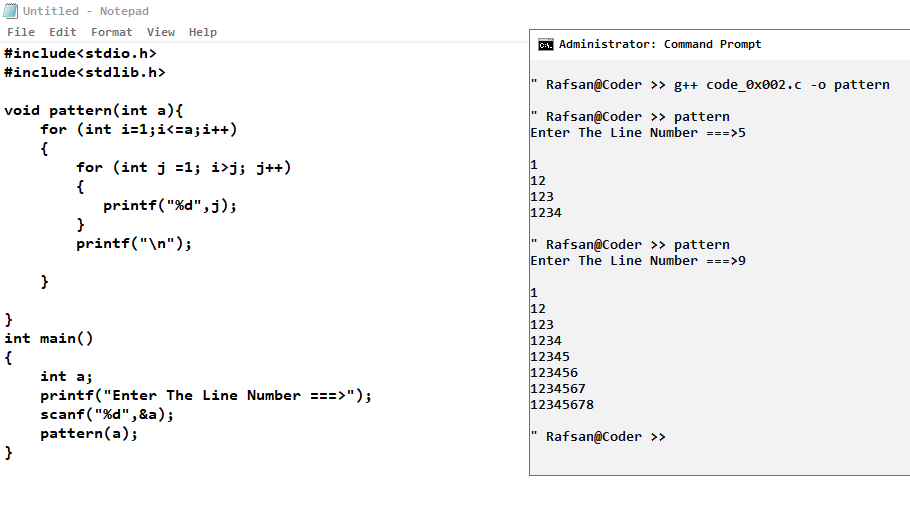 Untitled - Notepad
File Edit Format View Help
#include<stdio.h>
#include<stdlib.h>
void pattern(int a){
for (int i=1;i<=a;i++)
{
for (int j =1; i>j; j++)
{
printf("%d",j);
}
printf("\n");
}
}
int main()
{
int a;
printf("Enter The Line Number ===>");
scanf("%d",&a);
pattern(a);
}
Administrator: Command Prompt
" Rafsan@Coder >> g++ code_0x002.c -o pattern
" Rafsan@Coder >> pattern
Enter The Line Number ===>5
1
12
123
1234
" Rafsan@Coder >> pattern
Enter The Line Number ===>9
1
12
123
1234
12345
123456
1234567
12345678
" Rafsan@Coder >>